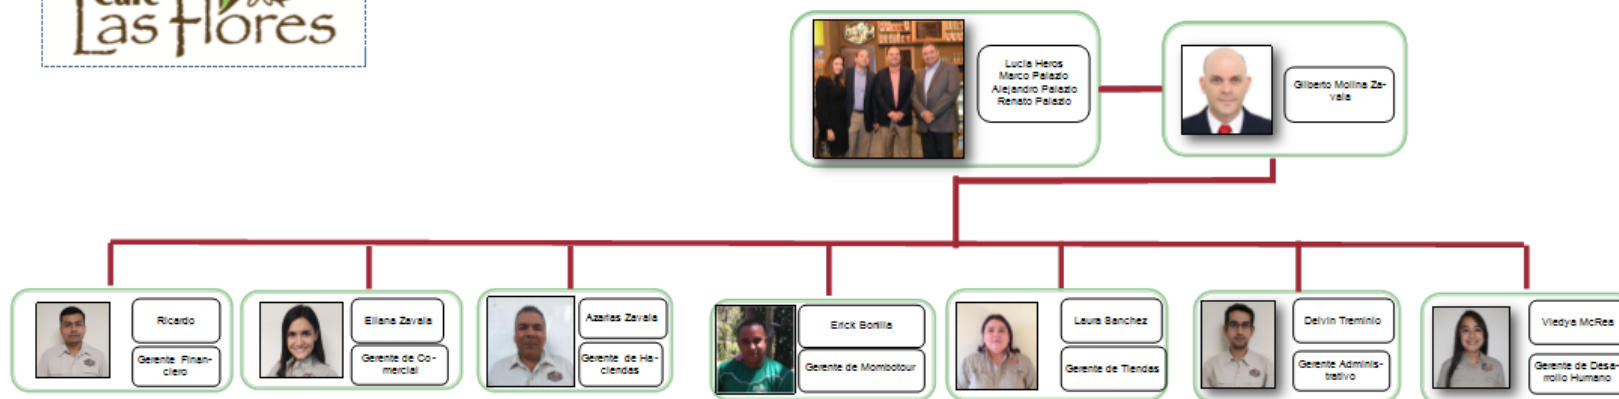 Café
Las Flores
Lucia Heros
Marco Palazio
Alejandro Palazio
Renato Palazio
Gilberto Molina Za-
vala
Ricardo
Gerente Finan-
ciero
Eliana Zavala
Gerente de Co-
mercial
Azarias Zavala
Gerente de Ha-
ciendas
Erick Bonilla
Gerente de Mombotour
Laura Sanchez
Gerente de Tiendas
Delvin Treminio
Gerente Adminis-
trativo
Viedya McRea
Gerente de Desa-
rrollo Humano